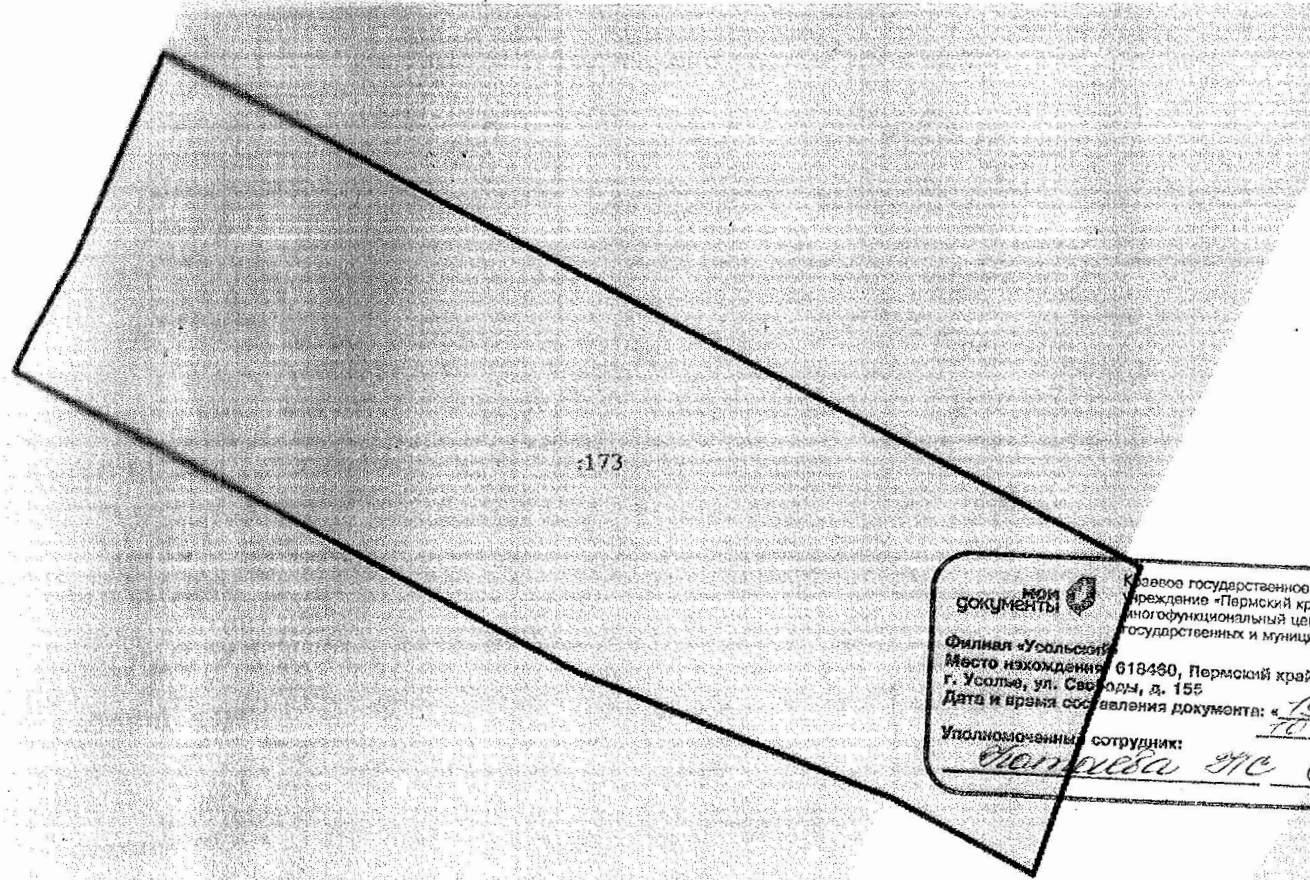 :173
мои
документы
Краевое государственное
учреждение «Пермский кр
многофункциональный цен
государственных и муници
Филиал «Усольский»
Место нахождения: 618460, Пермский край
г. Усолье, ул. Свободы, д. 155
Дата и время составления документа: «
Уполномоченный сотрудник: